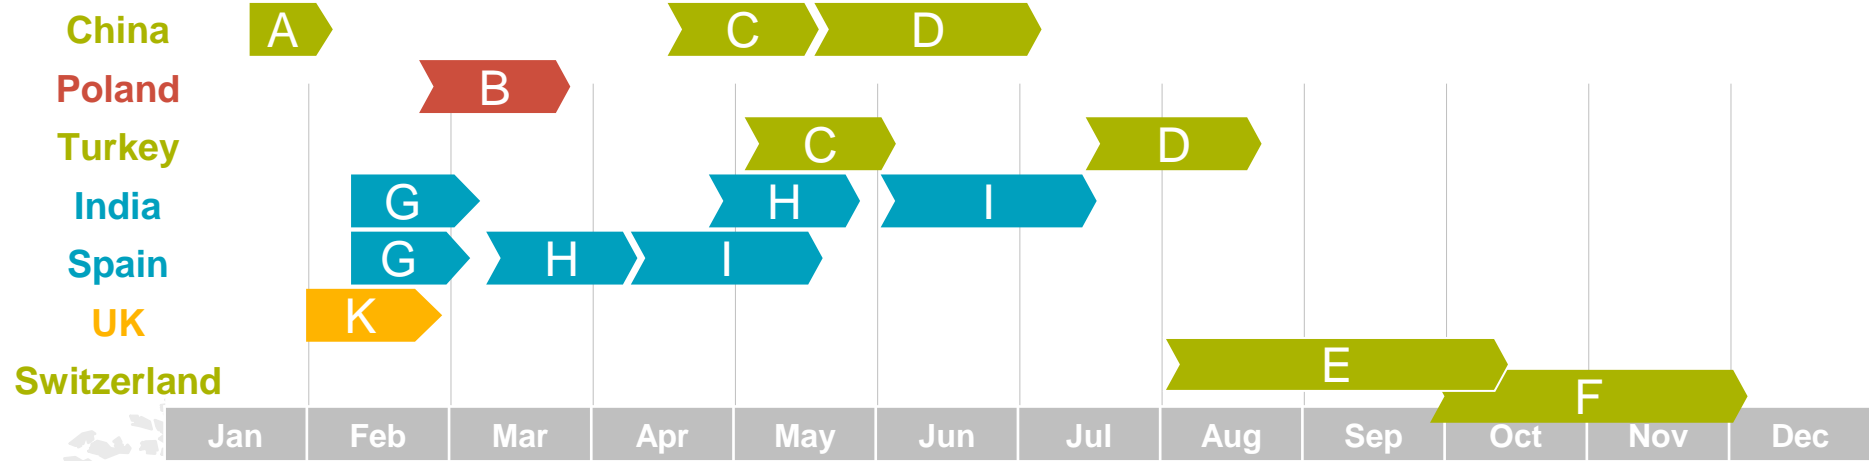 China A C D
Poland B
Turkey C D
India G H I
Spain G H I
UK K
Switzerland E
F
Jan Feb Mar Apr May Jun Jul Aug Sep Oct Nov Dec